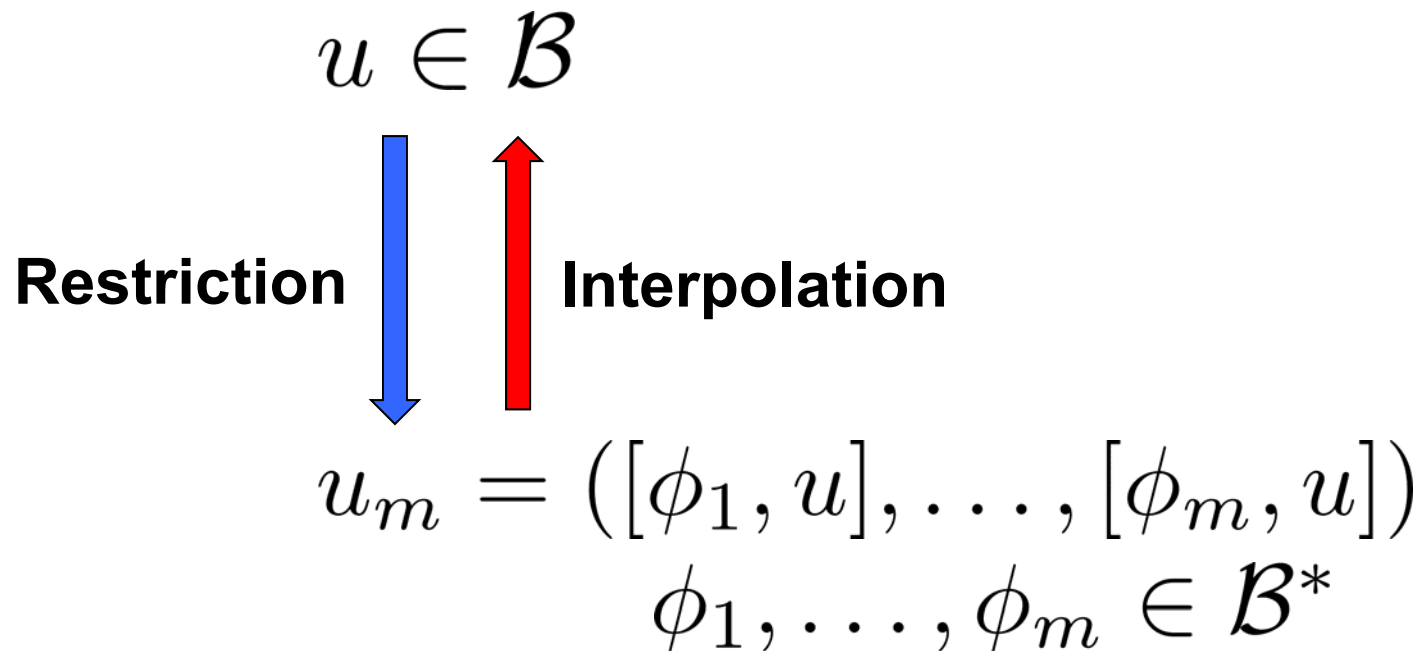 u ∈ ℬ
Restriction
Interpolation
u_m = ([ϕ_1, u], . . . , [ϕ_m, u])
ϕ_1, . . . , ϕ_m ∈ ℬ*